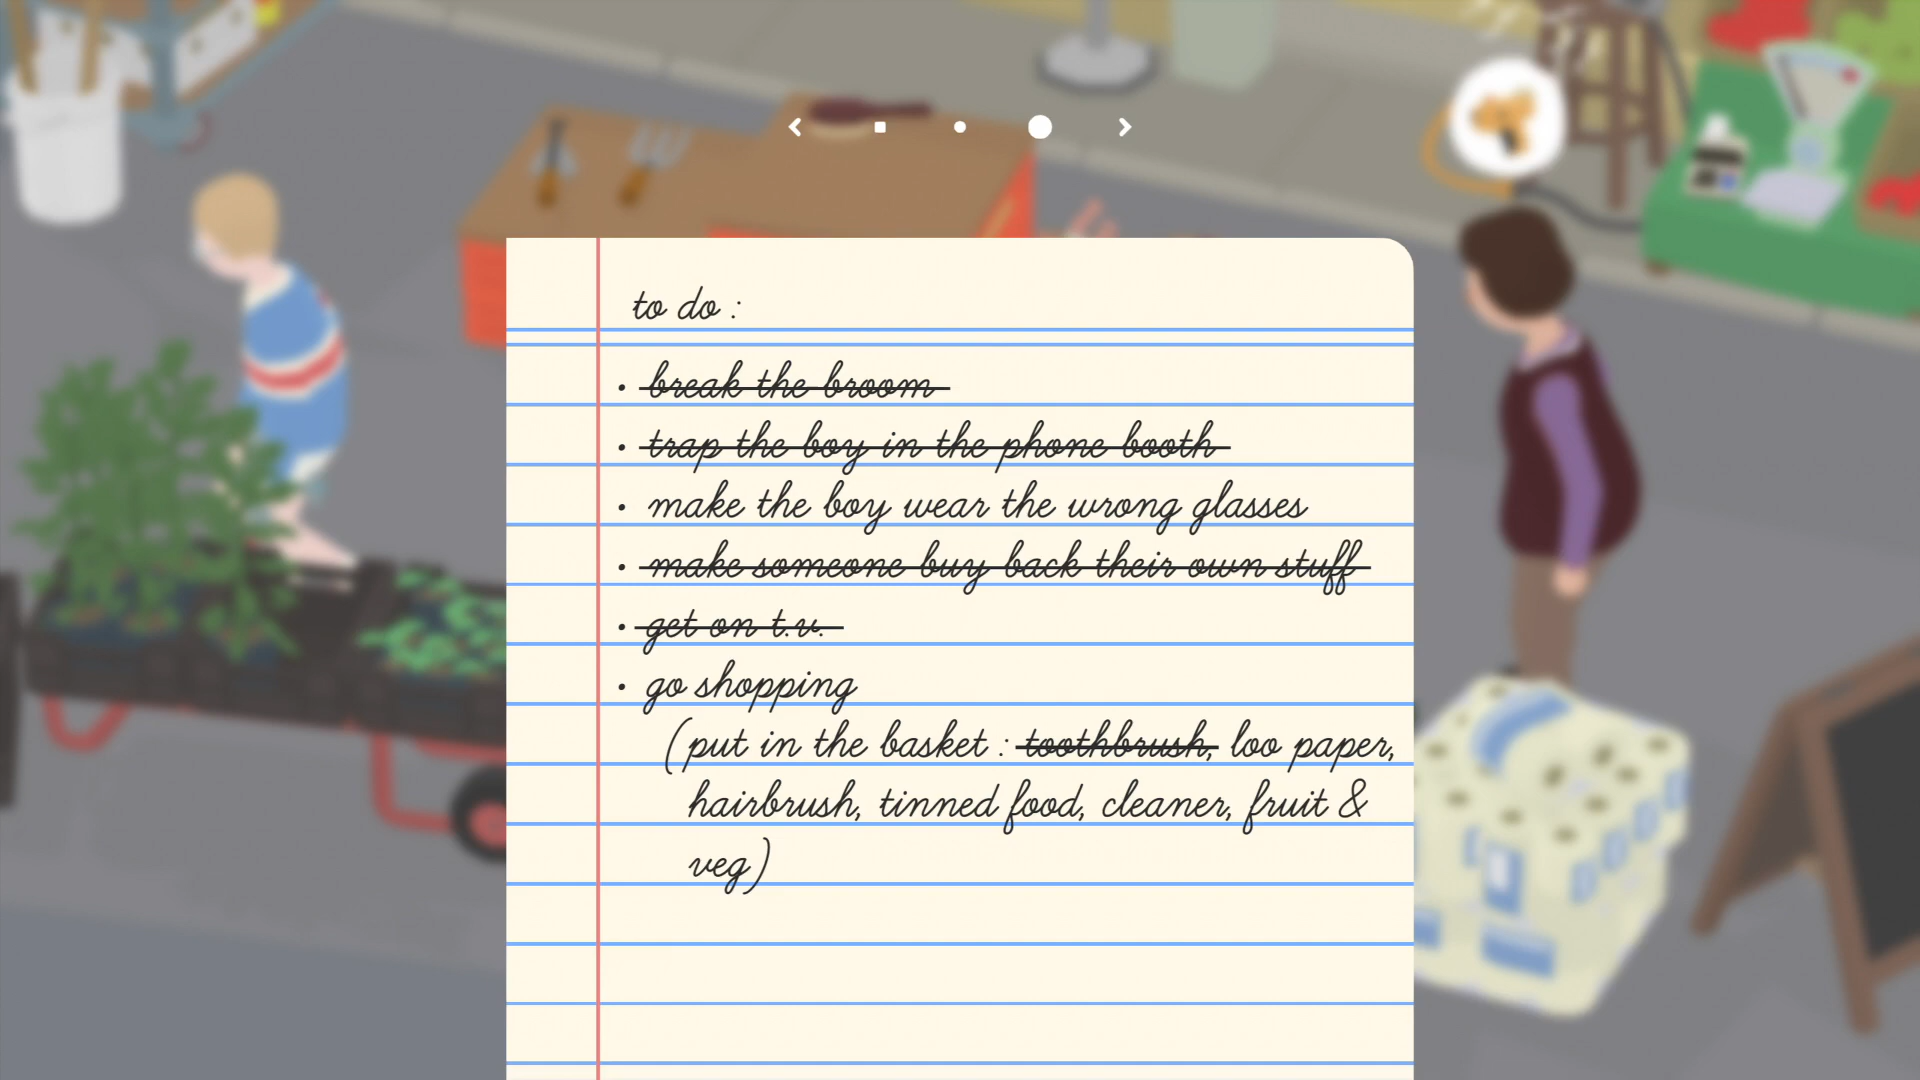 to do :
• break the broom
• trap the boy in the phone booth
• make the boy wear the wrong glasses
• make someone buy back their own stuff
• get on t.v.
• go shopping
(put in the basket : toothbrush, loo paper,
hairbrush, tinned food, cleaner, fruit &
veg)